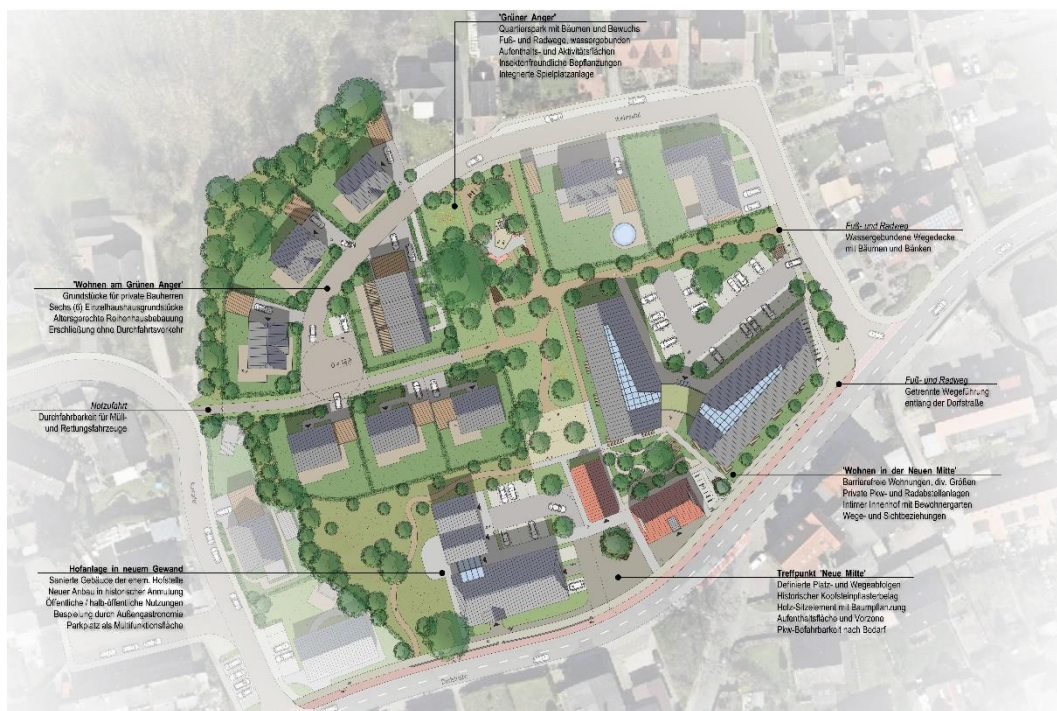 'Grüner Anger'
Quartierspark mit Bäumen und Bewuchs
Fuß- und Radwege, wassergebunden
Aufenthalts- und Aktivitätsflächen
Insektenfreundliche Bepflanzungen
Integrierte Spielplatzanlage
Fuß- und Radweg
Wassergebundene Wegedecke
mit Bäumen und Bänken
'Wohnen am Grünen Anger'
Grundstücke für private Bauherren
Sechs (6) Einzelhaushausgrundstücke
Altersgerechte Reihenhausbebauung
Erschließung ohne Durchfahrtsverkehr
Fuß- und Radweg
Getrennte Wegeführung
entlang der Dorfstraße
Notzufahrt
Durchfahrbarkeit für Müll-
und Rettungsfahrzeuge
'Wohnen in der Neuen Mitte'
Barrierefreie Wohnungen, div. Größen
Private Pkw- und Radabstellanlagen
Intimer Innenhof mit Bewohnergarten
Wege- und Sichtbeziehungen
Hofanlage in neuem Gewand
Sanierte Gebäude der ehem. Hofstelle
Neuer Anbau in historischer Anmutung
Öffentliche / halb-öffentliche Nutzungen
Bespielung durch Außengastronomie
Parkplatz als Multifunktionsfläche
Treffpunkt 'Neue Mitte'
Definierte Platz- und Wegeabfolgen
Historischer Kopfsteinpflasterbelag
Holz-Sitzelement mit Baumpflanzung
Aufenthaltsfläche und Vorzone
Pkw-Befahrbarkeit nach Bedarf
Dorfstraße